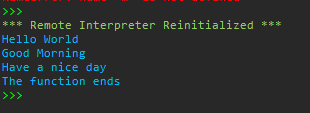 >>>
*** Remote Interpreter Reinitialized ***
Hello World
Good Morning
Have a nice day
The function ends
>>>